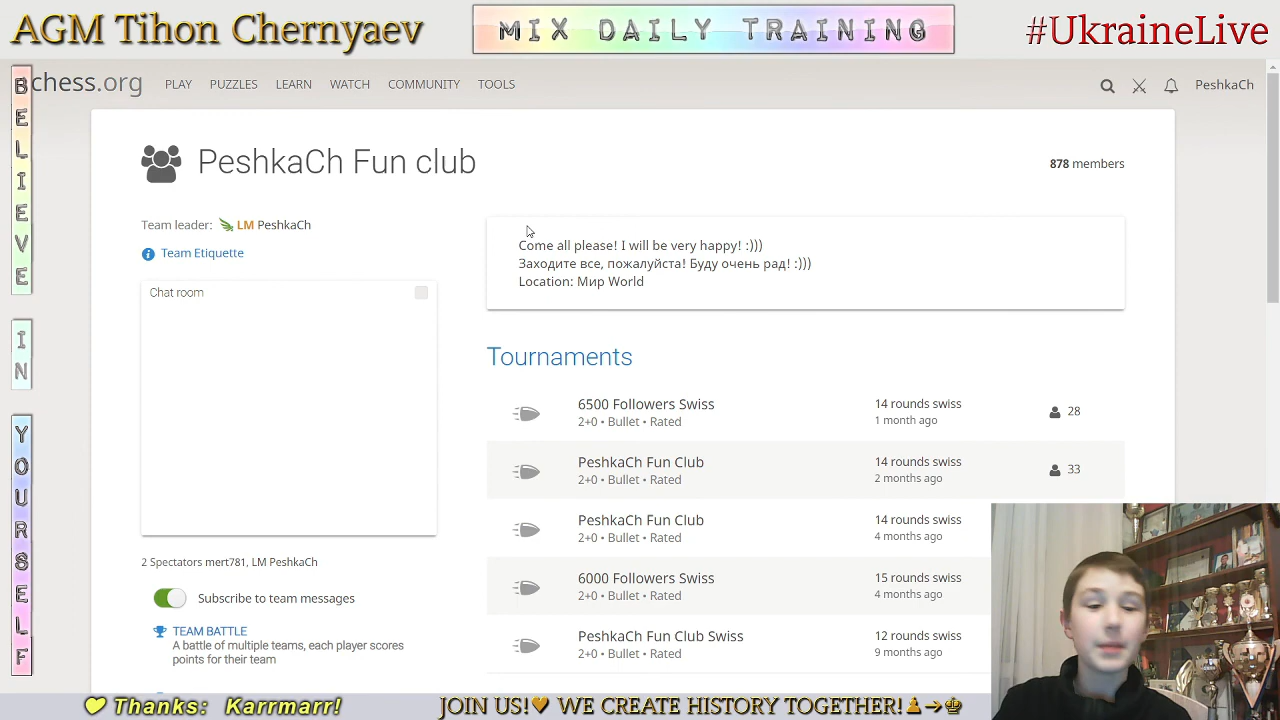 AGM Tihon Chernyaev
MIX DAILY TRAINING
#UkraineLive
BELIEVE
IN
YOURSELF
chess.org
PLAY PUZZLES LEARN WATCH COMMUNITY TOOLS
PeshkaCh
PeshkaCh Fun club
878 members
Team leader: LM PeshkaCh
Team Etiquette
Chat room
Come all please! I will be very happy! :)))
Заходите все, пожалуйста! Буду очень рад! :)))
Location: Мир World
Tournaments
6500 Followers Swiss 14 rounds swiss 28
2+0 • Bullet • Rated 1 month ago
PeshkaCh Fun Club 14 rounds swiss 33
2+0 • Bullet • Rated 2 months ago
PeshkaCh Fun Club 14 rounds swiss
2+0 • Bullet • Rated 4 months ago
6000 Followers Swiss 15 rounds swiss
2+0 • Bullet • Rated 4 months ago
PeshkaCh Fun Club Swiss 12 rounds swiss
2+0 • Bullet • Rated 9 months ago
2 Spectators mert781, LM PeshkaCh
Subscribe to team messages
TEAM BATTLE
A battle of multiple teams, each player scores
points for their team
Thanks: Karrmarr!
JOIN US! WE CREATE HISTORY TOGETHER!